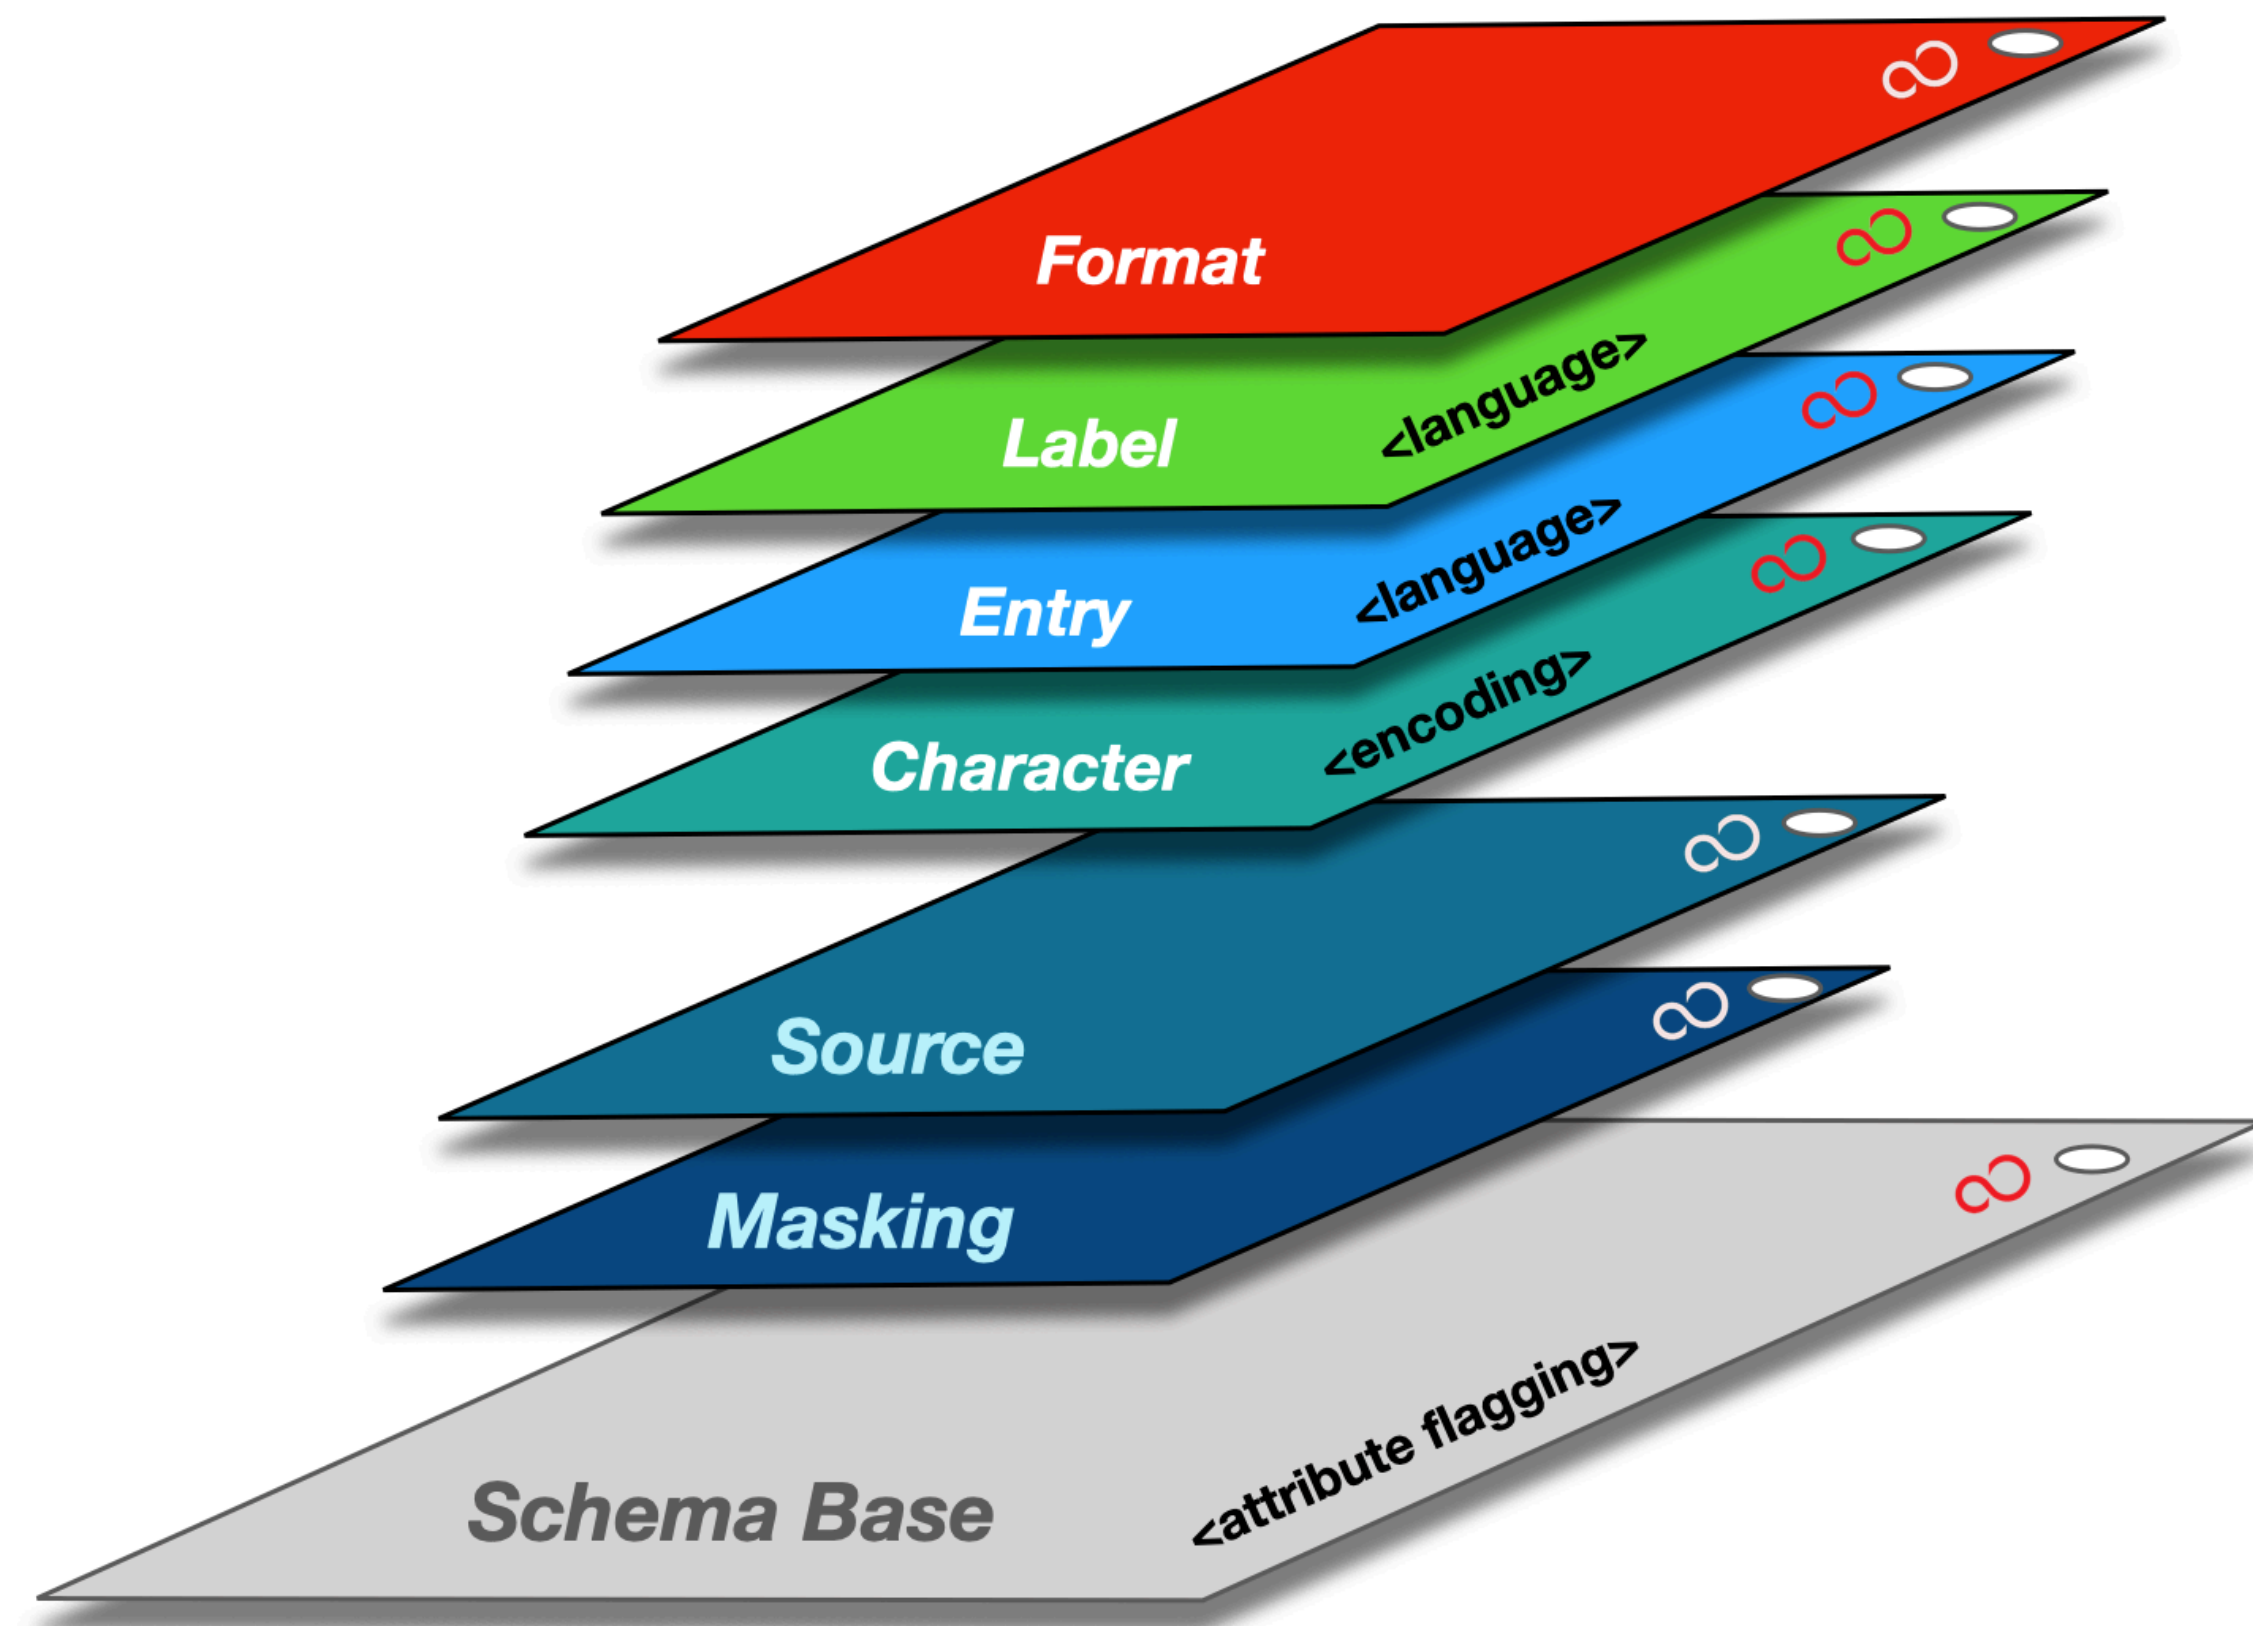 Format
Label
<language>
Entry
<language>
Character
<encoding>
Source
Masking
Schema Base
<attribute flagging>